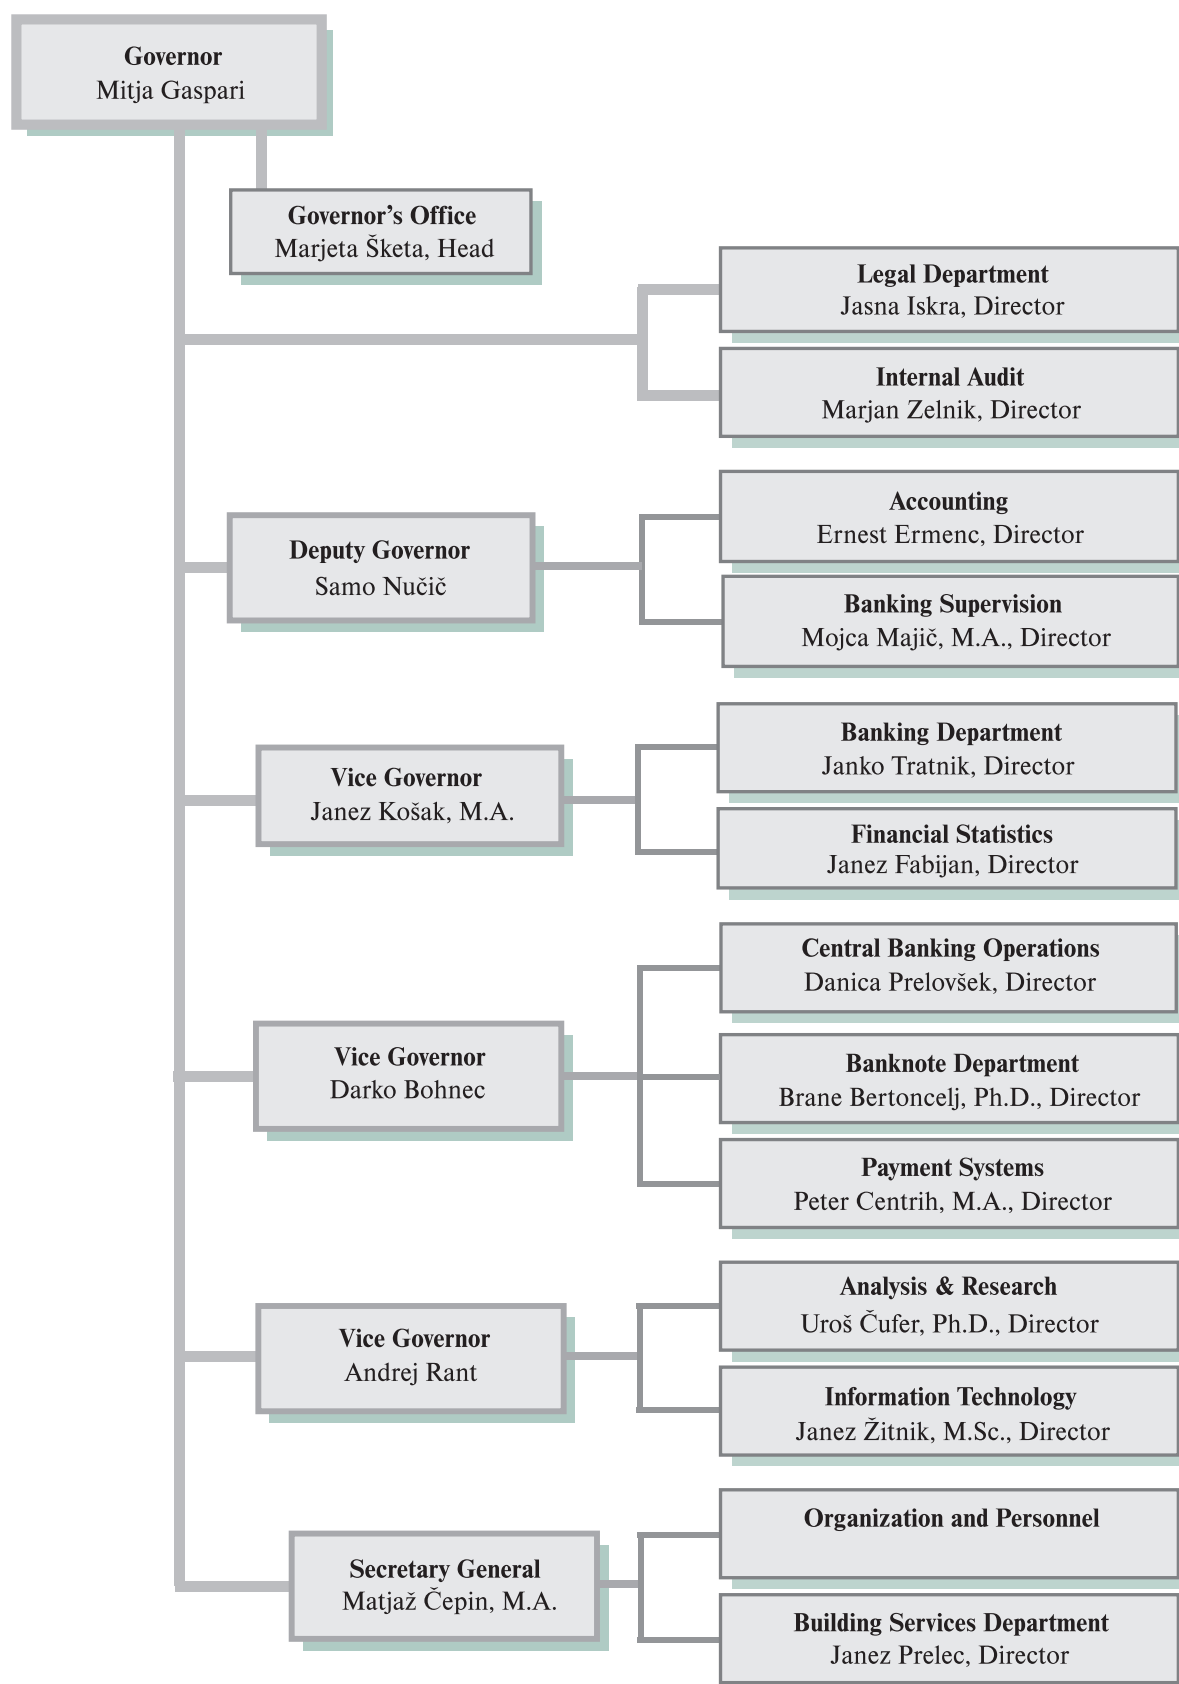 Governor
Mitja Gaspari
Governor’s Office
Marjeta Šketa, Head
Legal Department
Jasna Iskra, Director
Internal Audit
Marjan Zelnik, Director
Deputy Governor
Samo Nučič
Accounting
Ernest Ermenc, Director
Banking Supervision
Mojca Majič, M.A., Director
Vice Governor
Janez Košak, M.A.
Banking Department
Janko Tratnik, Director
Financial Statistics
Janez Fabijan, Director
Vice Governor
Darko Bohnec
Central Banking Operations
Danica Prelovšek, Director
Banknote Department
Brane Bertoncelj, Ph.D., Director
Payment Systems
Peter Centrih, M.A., Director
Vice Governor
Andrej Rant
Analysis & Research
Uroš Čufer, Ph.D., Director
Information Technology
Janez Žitnik, M.Sc., Director
Secretary General
Matjaž Čepin, M.A.
Organization and Personnel
Building Services Department
Janez Prelec, Director